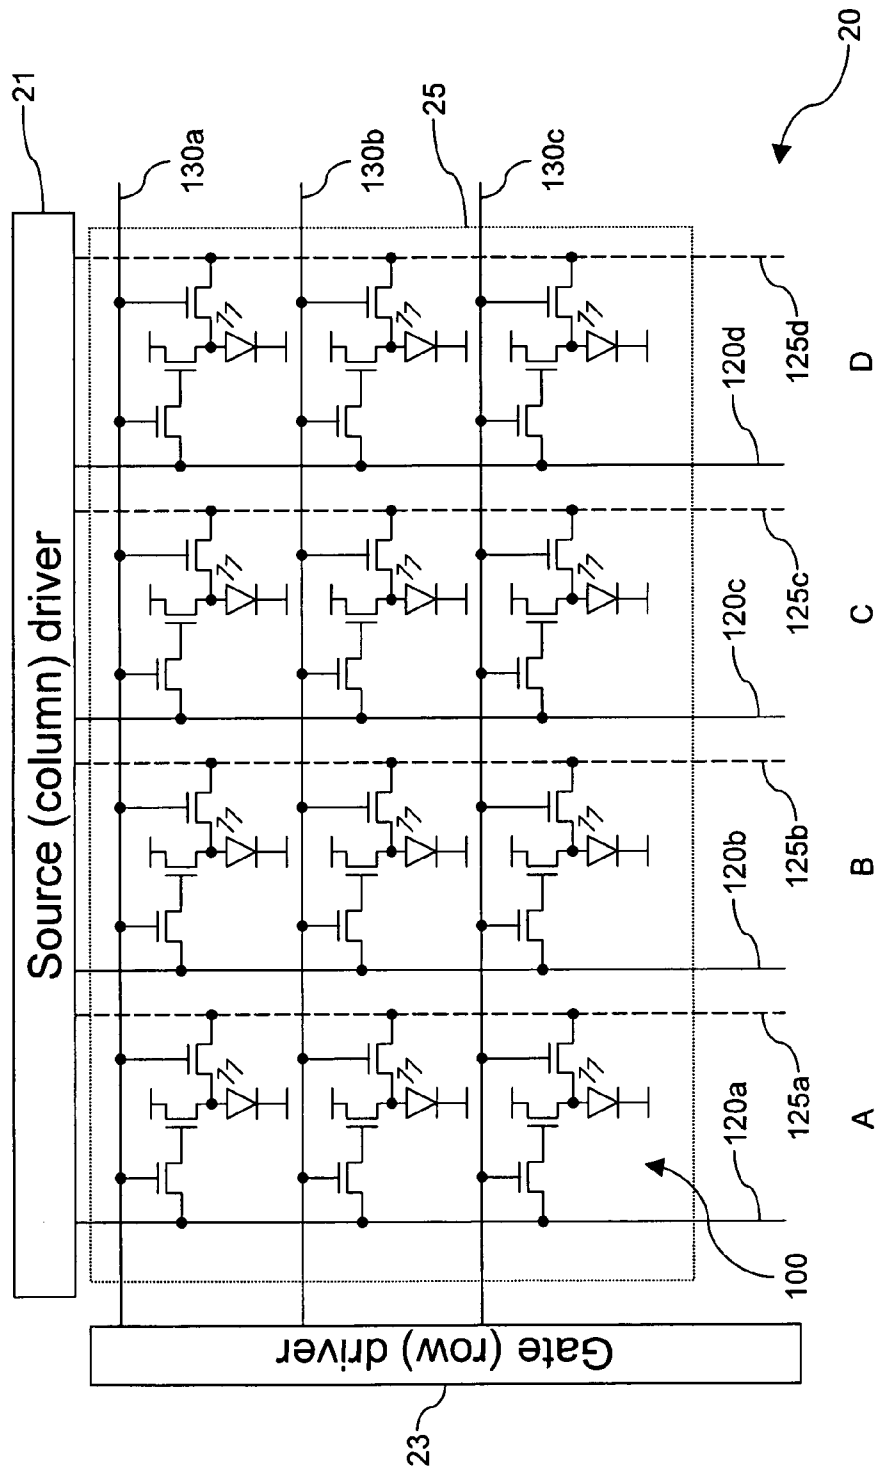 Source (column) driver
21
130a
130b
25
130c
20
Gate (row) driver
23
100
120a
125a
120b
125b
120c
125c
120d
125d
A
B
C
D